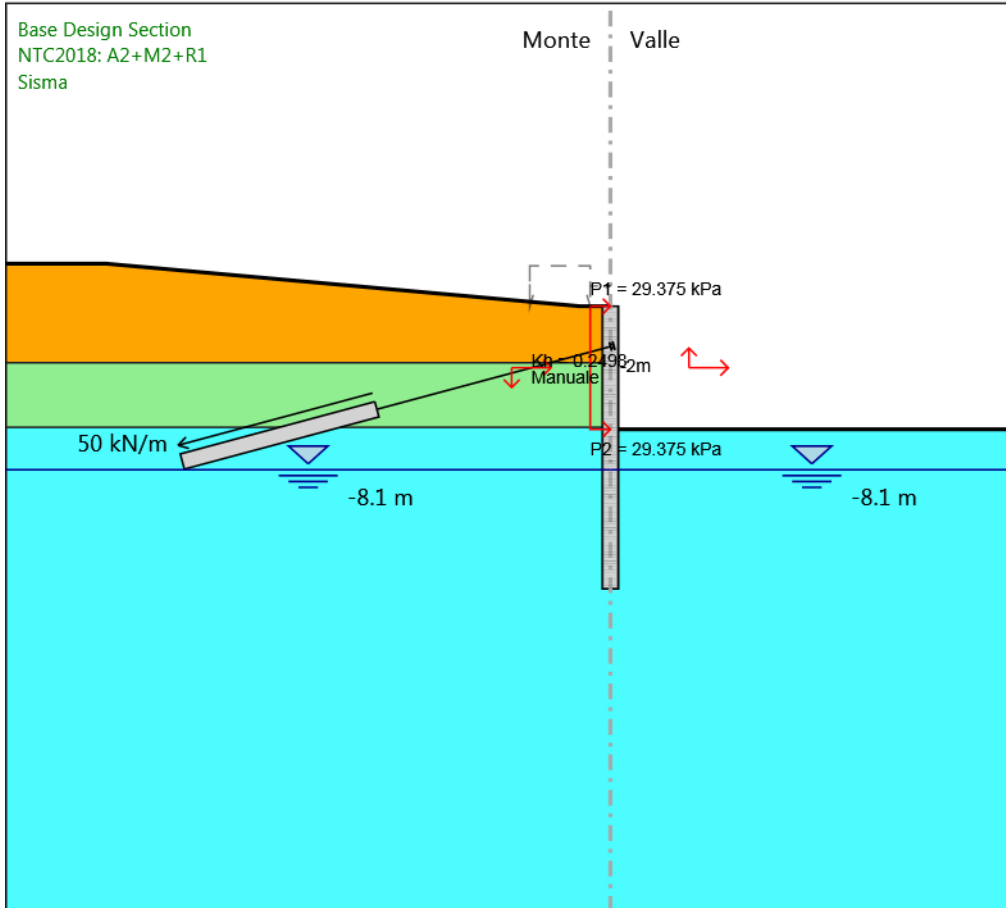 Base Design Section
NTC2018: A2+M2+R1
Sisma
Monte
Valle
P1 = 29.375 kPa
Kh = 0.2498
-2m
Manuale
50 kN/m
P2 = 29.375 kPa
-8.1 m
-8.1 m